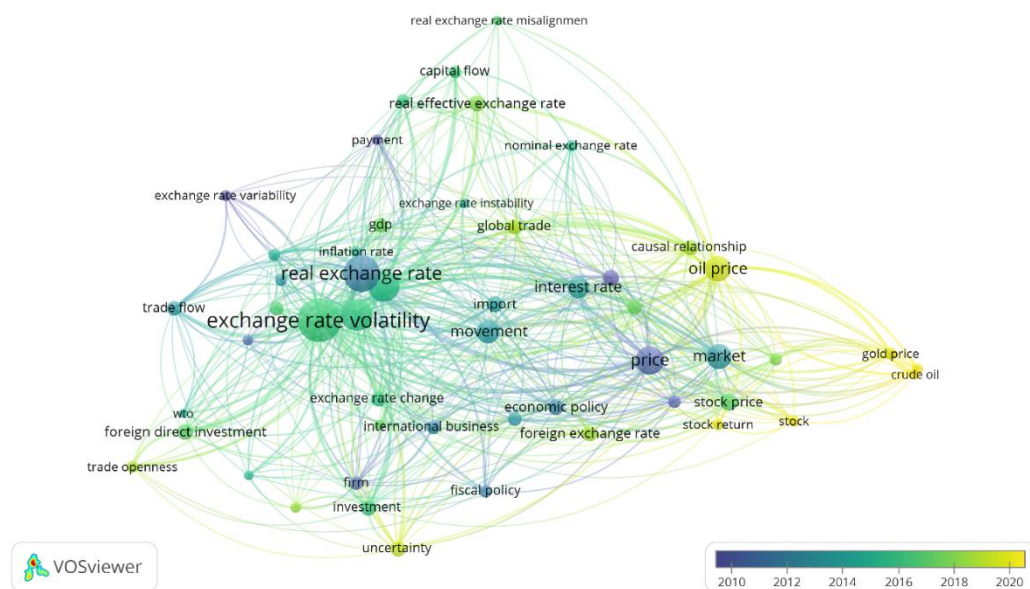 real exchange rate misalignmen
capital flow
real effective exchange rate
payment
nominal exchange rate
exchange rate variability
exchange rate instability
gdp
global trade
causal relationship
inflation rate
oil price
real exchange rate
interest rate
trade flow
import
exchange rate volatility
movement
price
market
gold price
crude oil
exchange rate change
stock price
wto
economic policy
foreign direct investment
international business
foreign exchange rate
stock return
stock
trade openness
firm
fiscal policy
investment
uncertainty
VOSviewer
2010 2012 2014 2016 2018 2020